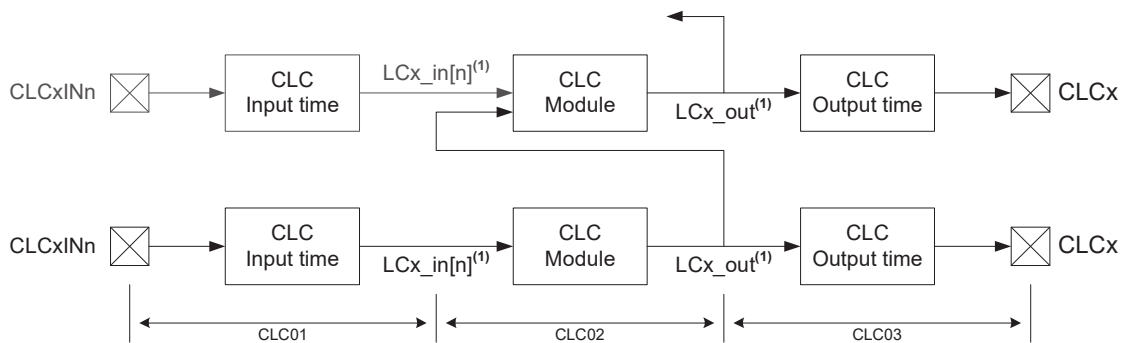 CLCxINn
CLC
Input time
LCx_in[n](1)
CLC
Module
LCx_out(1)
CLC
Output time
CLCx
CLCxINn
CLC
Input time
LCx_in[n](1)
CLC
Module
LCx_out(1)
CLC
Output time
CLCx
CLC01
CLC02
CLC03